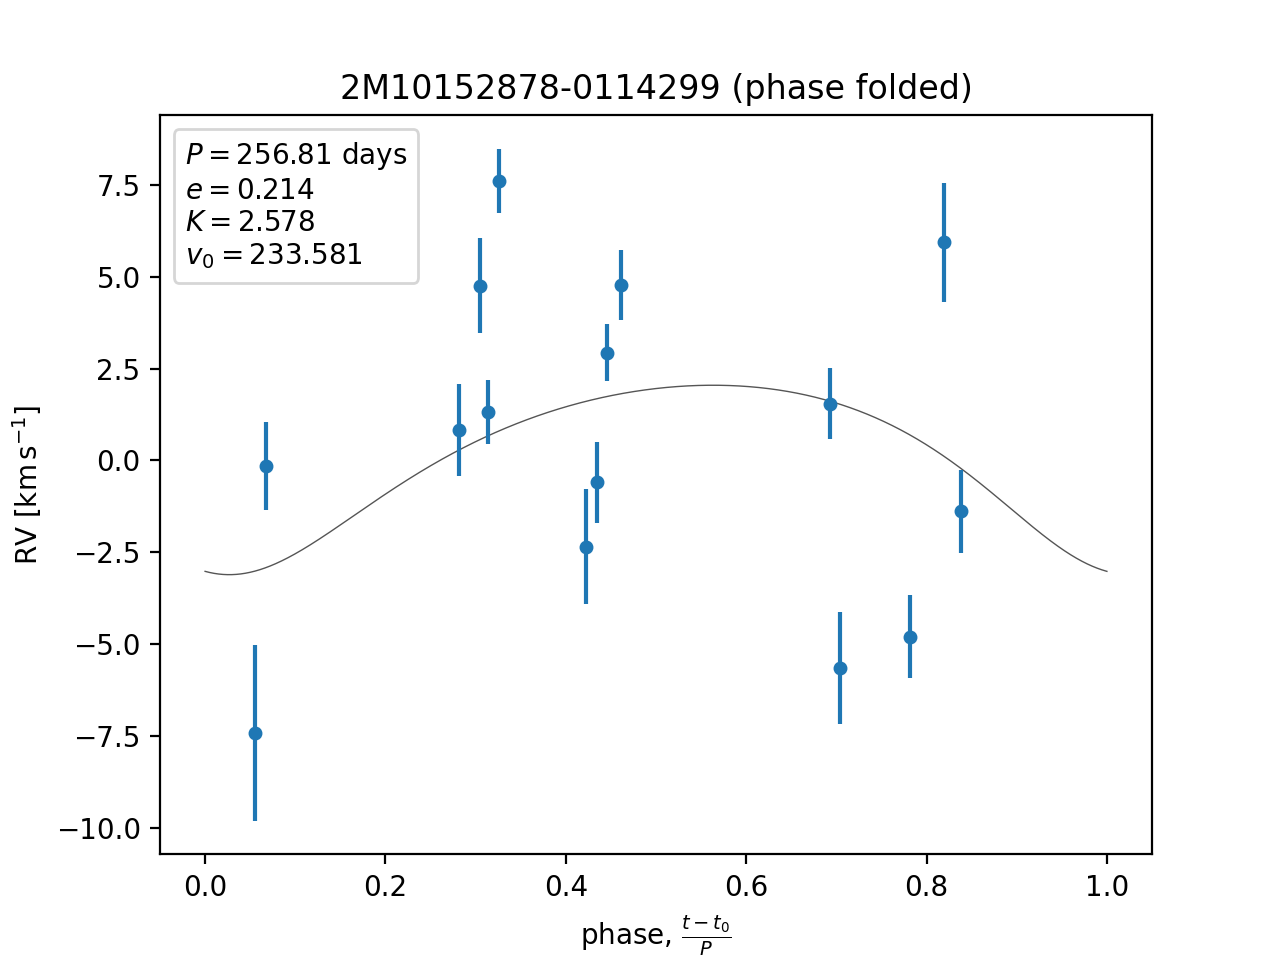 2M10152878-0114299 (phase folded)
P = 256.81 days
e = 0.214
K = 2.578
v₀ = 233.581
7.5
5.0
2.5
0.0
−2.5
−5.0
−7.5
−10.0
RV [km s⁻¹]
0.0 0.2 0.4 0.6 0.8 1.0
phase, (t − t₀)/P